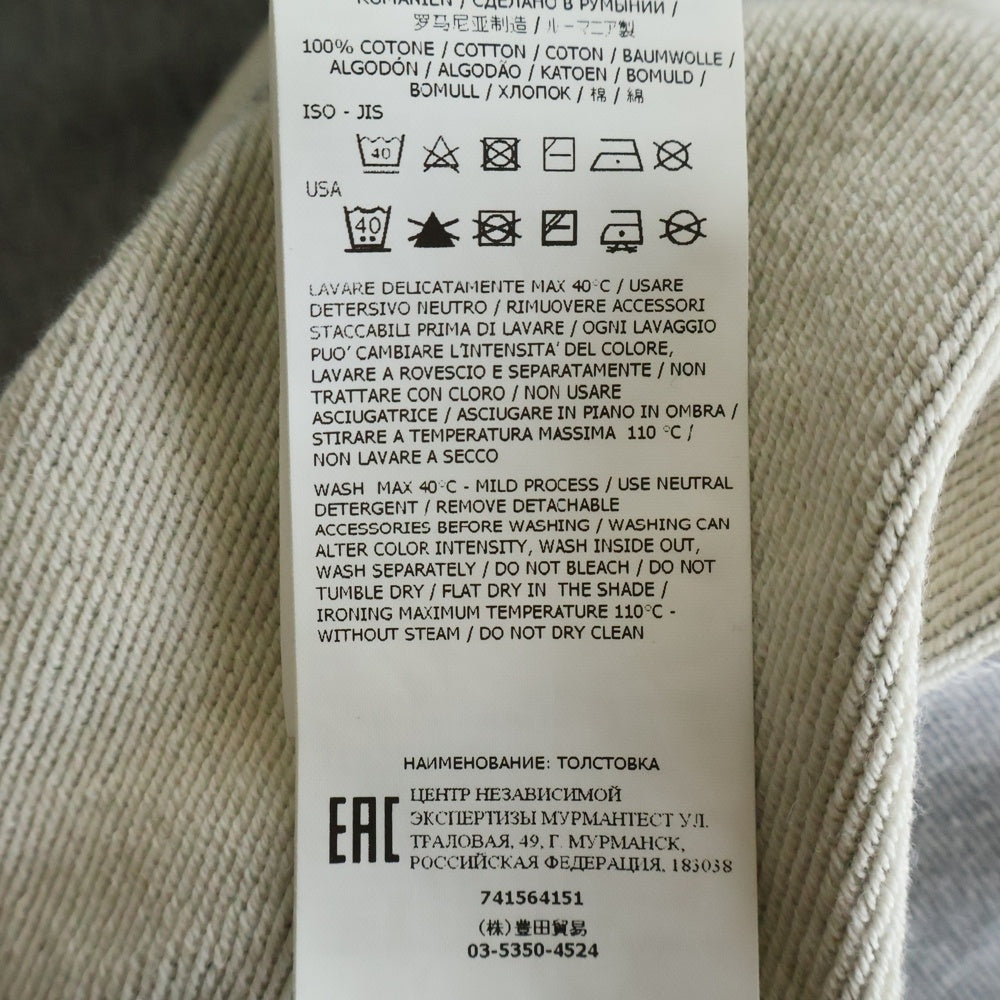 RUMÄNIEN / СДЕЛАНО В РУМЫНИИ /
罗马尼亚制造 / ルーマニア製
100% COTONE / COTTON / COTON / BAUMWOLLE /
ALGODÓN / ALGODÃO / KATOEN / BOMULD /
BOMULL / ХЛОПОК / 棉 / 綿
ISO - JIS
40
USA
40
LAVARE DELICATAMENTE MAX 40°C / USARE
DETERSIVO NEUTRO / RIMUOVERE ACCESSORI
STACCABILI PRIMA DI LAVARE / OGNI LAVAGGIO
PUO' CAMBIARE L'INTENSITA' DEL COLORE,
LAVARE A ROVESCIO E SEPARATAMENTE / NON
TRATTARE CON CLORO / NON USARE
ASCIUGATRICE / ASCIUGARE IN PIANO IN OMBRA /
STIRARE A TEMPERATURA MASSIMA 110 °C /
NON LAVARE A SECCO
WASH MAX 40°C - MILD PROCESS / USE NEUTRAL
DETERGENT / REMOVE DETACHABLE
ACCESSORIES BEFORE WASHING / WASHING CAN
ALTER COLOR INTENSITY, WASH INSIDE OUT,
WASH SEPARATELY / DO NOT BLEACH / DO NOT
TUMBLE DRY / FLAT DRY IN THE SHADE /
IRONING MAXIMUM TEMPERATURE 110°C -
WITHOUT STEAM / DO NOT DRY CLEAN
НАИМЕНОВАНИЕ: ТОЛСТОВКА
EAC
ЦЕНТР НЕЗАВИСИМОЙ
ЭКСПЕРТИЗЫ МУРМАНТЕСТ УЛ.
ТРАЛОВАЯ, 49, Г. МУРМАНСК,
РОССИЙСКАЯ ФЕДЕРАЦИЯ, 183038
741564151
(株)豊田貿易
03-5350-4524